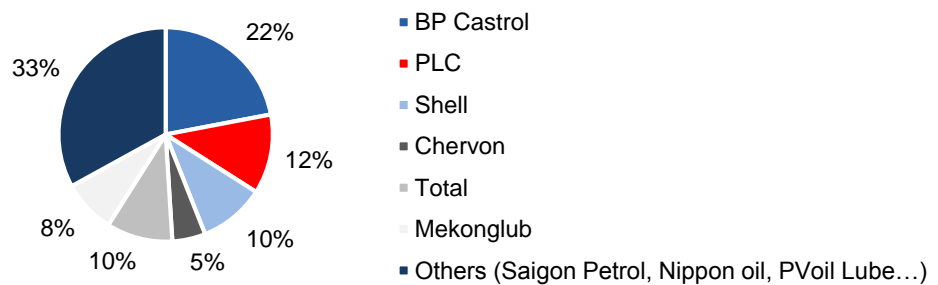 22%
33%
12%
8%
10%
5%
10%
BP Castrol
PLC
Shell
Chervon
Total
Mekonglub
Others (Saigon Petrol, Nippon oil, PVoil Lube…)